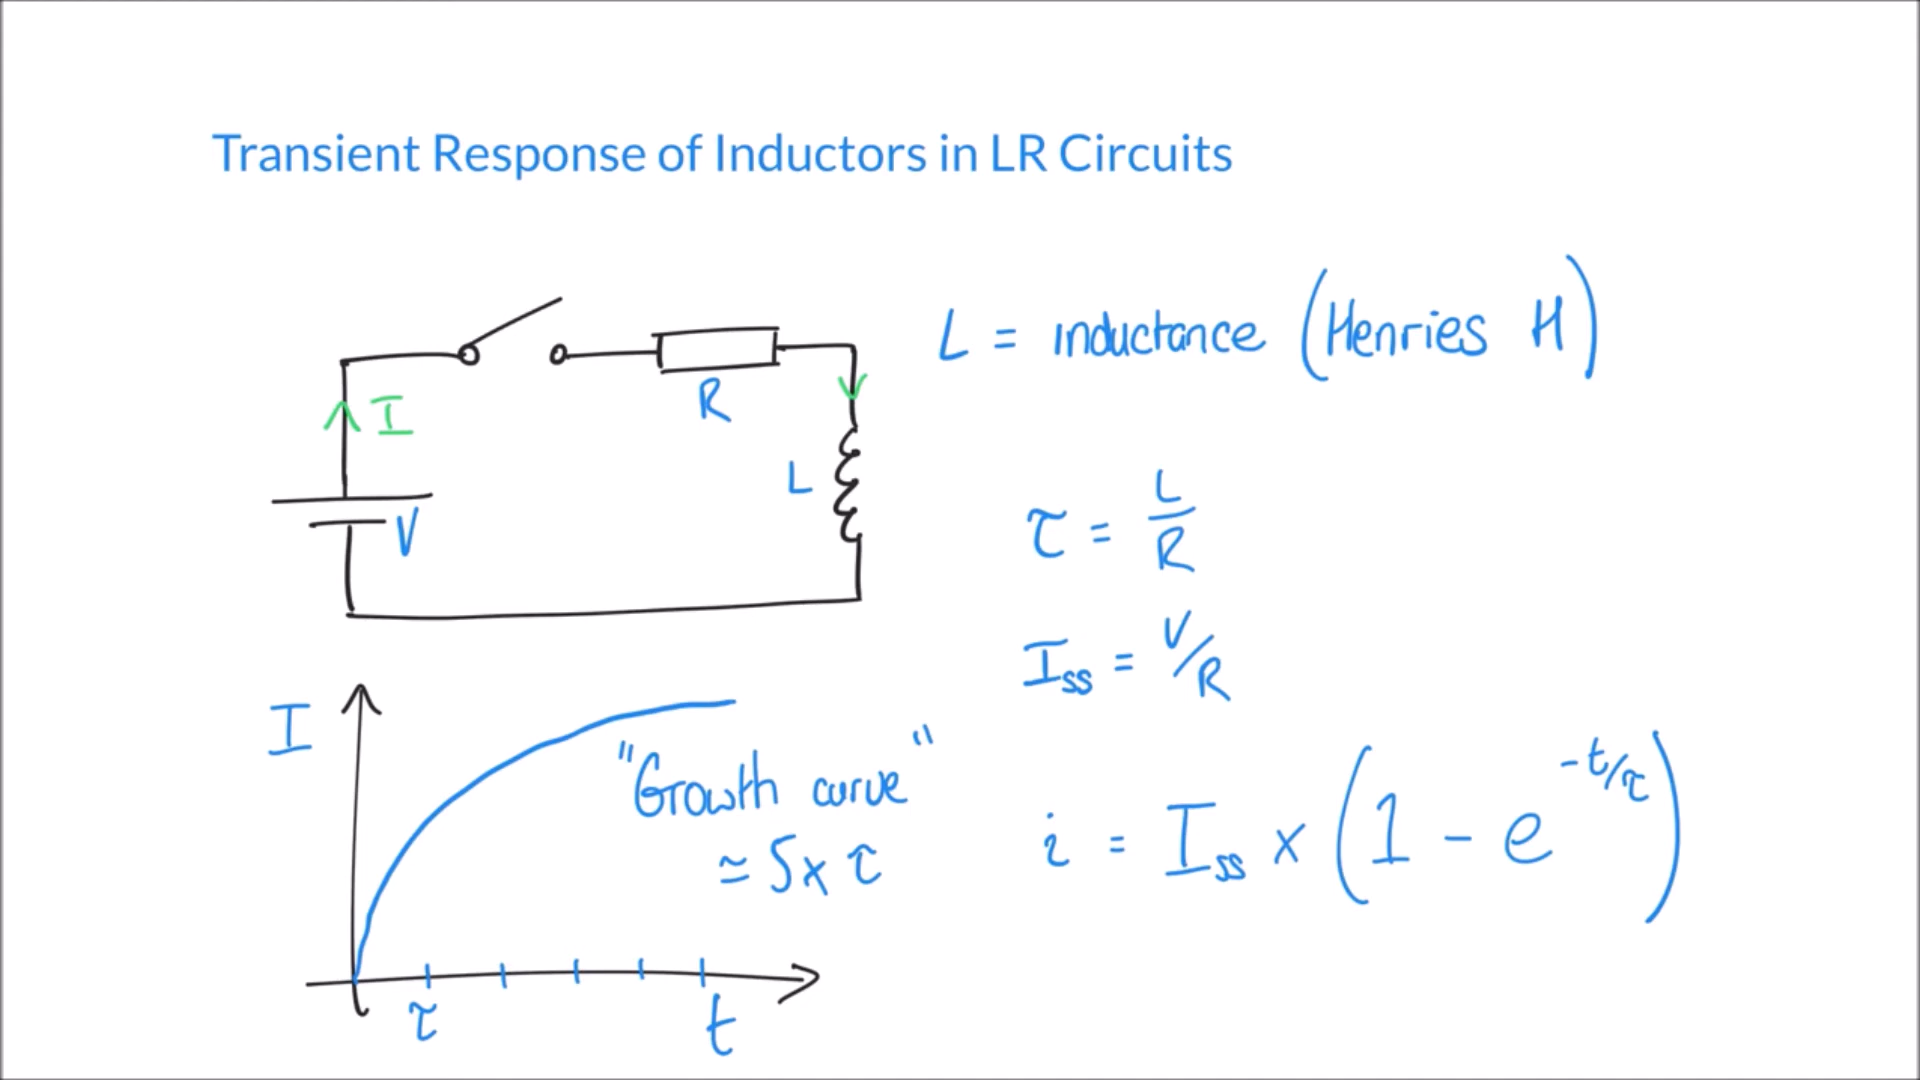 Transient Response of Inductors in LR Circuits
L = inductance (Henries H)
R
I
L
V
τ = L/R
Iss = V/R
I
"Growth curve"
≃ 5 x τ
i = Iss x (1 - e^-t/τ)
τ
t